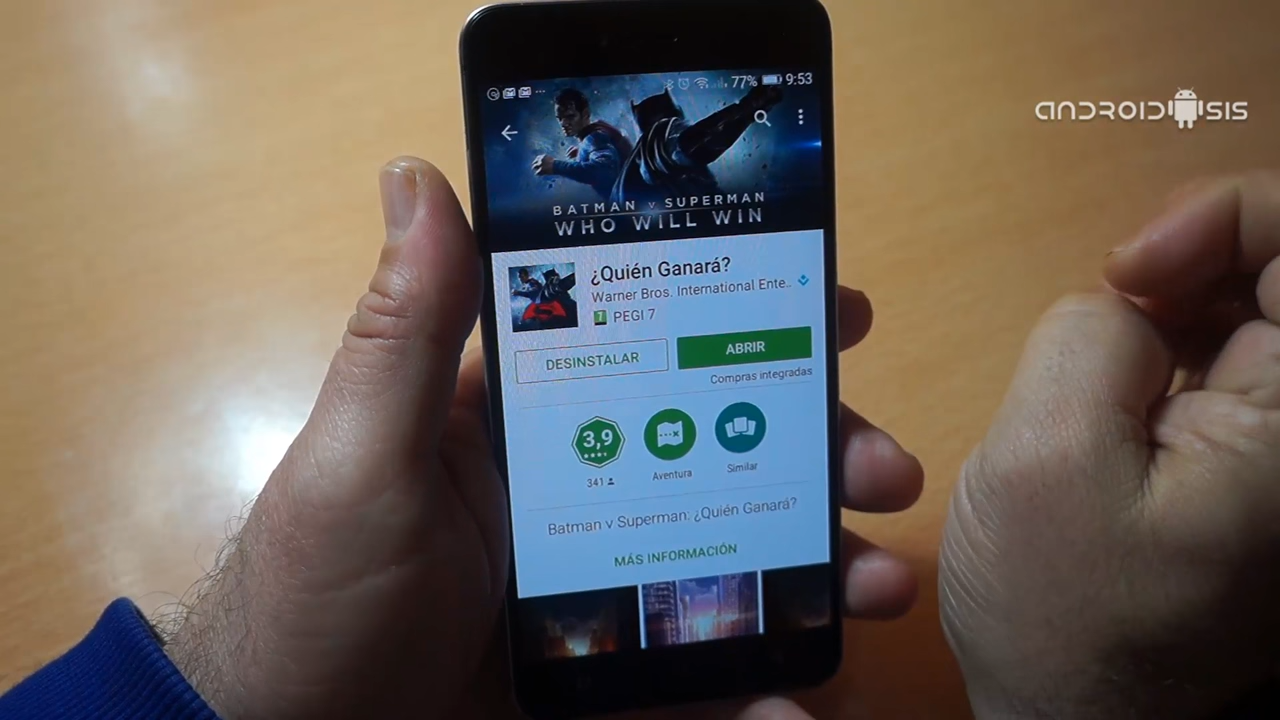 77% 9:53
ANDROIDSIS
BATMAN v SUPERMAN
WHO WILL WIN
¿Quién Ganará?
Warner Bros. International Ente..
7 PEGI 7
DESINSTALAR
ABRIR
Compras integradas
3,9
341
Aventura
Similar
Batman v Superman: ¿Quién Ganará?
MÁS INFORMACIÓN